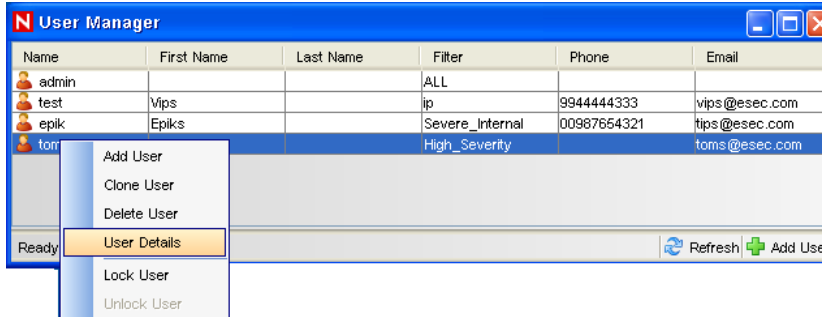 N User Manager
Name First Name Last Name Filter Phone Email
admin ALL
test Vips ip 9944444333 vips@esec.com
epik Epiks Severe_Internal 00987654321 tips@esec.com
High_Severity toms@esec.com
Add User
Clone User
Delete User
User Details
Lock User
Unlock User
Ready Refresh Add Use